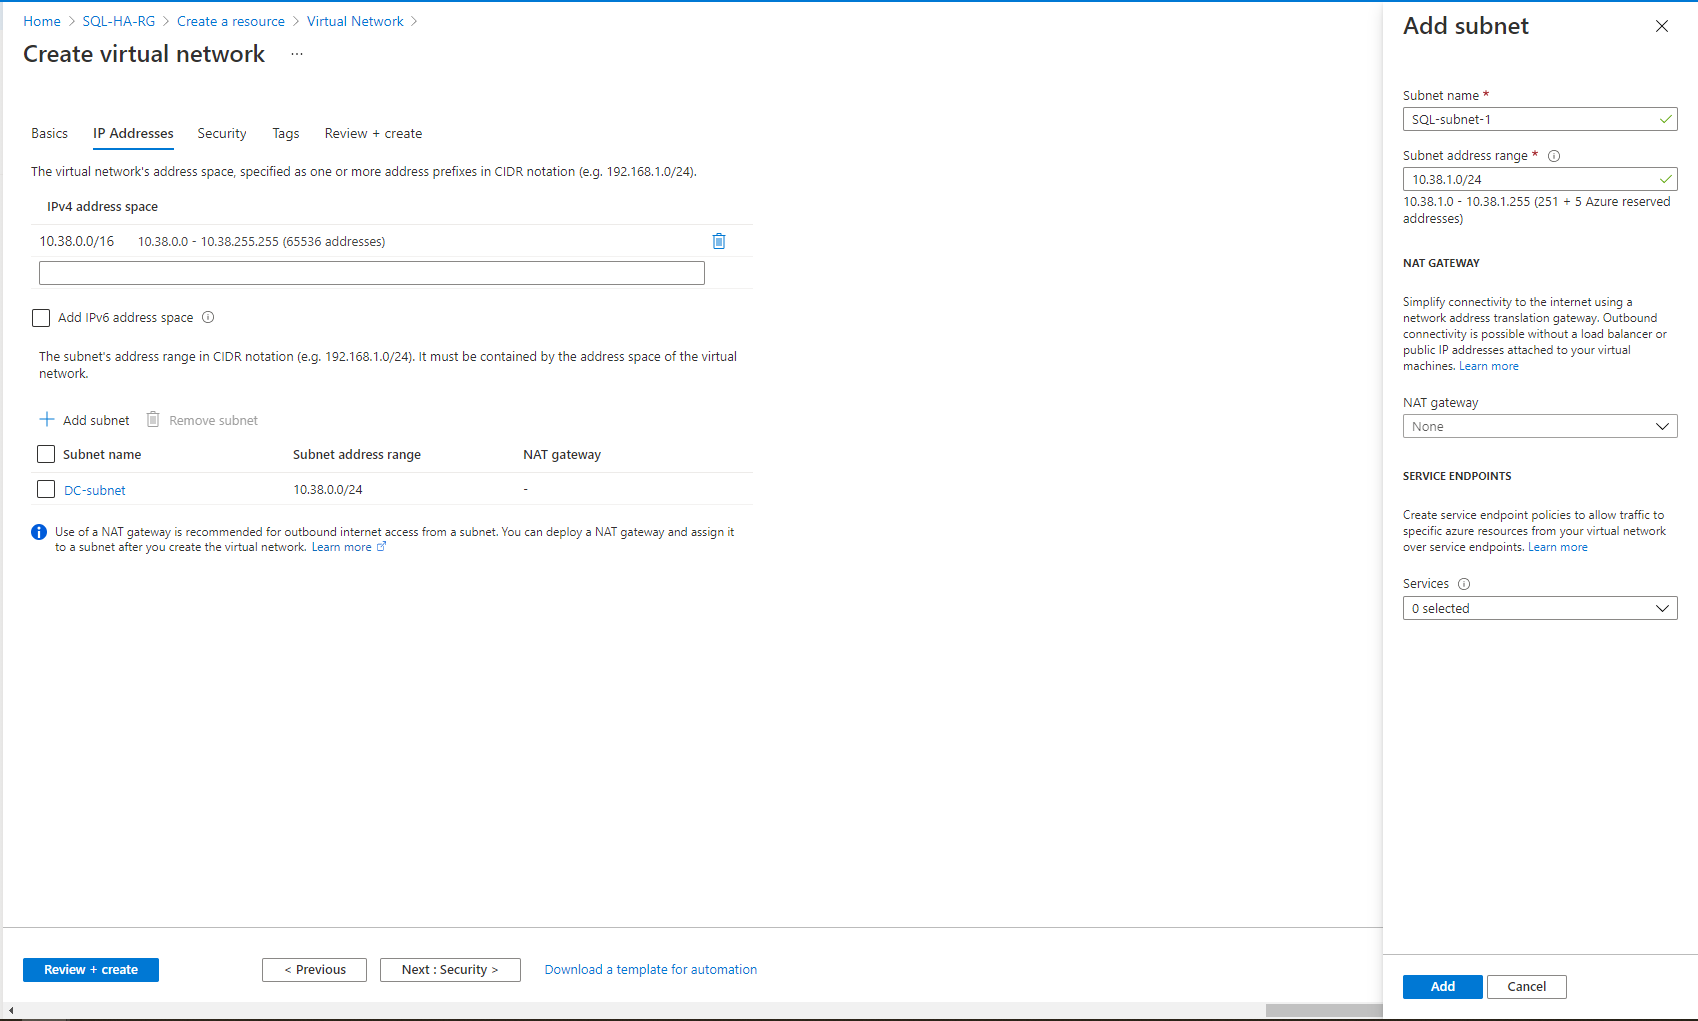 Home > SQL-HA-RG > Create a resource > Virtual Network >
Create virtual network ...
Basics IP Addresses Security Tags Review + create
The virtual network's address space, specified as one or more address prefixes in CIDR notation (e.g. 192.168.1.0/24).
IPv4 address space
10.38.0.0/16 10.38.0.0 - 10.38.255.255 (65536 addresses)
Add IPv6 address space
The subnet's address range in CIDR notation (e.g. 192.168.1.0/24). It must be contained by the address space of the virtual
network.
Add subnet Remove subnet
Subnet name Subnet address range NAT gateway
DC-subnet 10.38.0.0/24 -
Use of a NAT gateway is recommended for outbound internet access from a subnet. You can deploy a NAT gateway and assign it
to a subnet after you create the virtual network. Learn more
Review + create < Previous Next : Security > Download a template for automation
Add subnet
Subnet name *
SQL-subnet-1
Subnet address range *
10.38.1.0/24
10.38.1.0 - 10.38.1.255 (251 + 5 Azure reserved
addresses)
NAT GATEWAY
Simplify connectivity to the internet using a
network address translation gateway. Outbound
connectivity is possible without a load balancer or
public IP addresses attached to your virtual
machines. Learn more
NAT gateway
None
SERVICE ENDPOINTS
Create service endpoint policies to allow traffic to
specific azure resources from your virtual network
over service endpoints. Learn more
Services
0 selected
Add Cancel